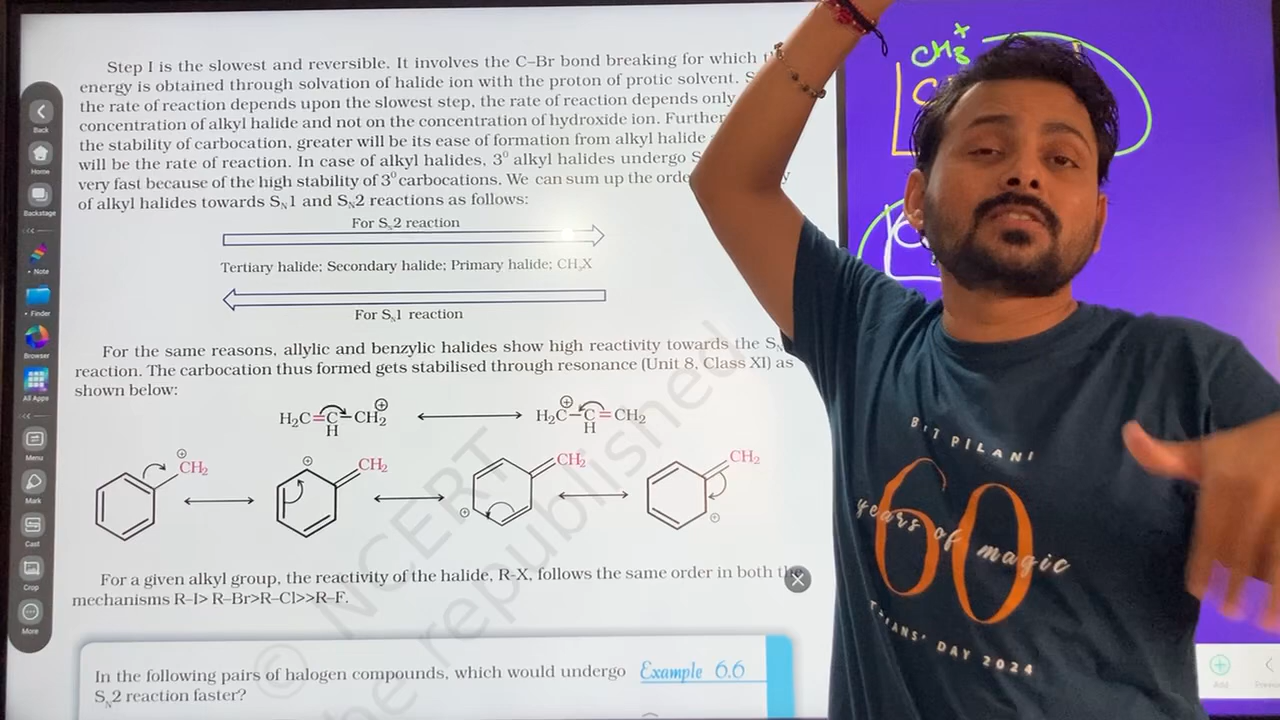 Step I is the slowest and reversible. It involves the C–Br bond breaking for which
energy is obtained through solvation of halide ion with the proton of protic solvent.
the rate of reaction depends upon the slowest step, the rate of reaction depends only
concentration of alkyl halide and not on the concentration of hydroxide ion. Further
the stability of carbocation, greater will be its ease of formation from alkyl halide
will be the rate of reaction. In case of alkyl halides, 3⁰ alkyl halides undergo
very fast because of the high stability of 3⁰ carbocations. We can sum up the
of alkyl halides towards SN1 and SN2 reactions as follows:
For SN2 reaction
Tertiary halide; Secondary halide; Primary halide; CH3X
For SN1 reaction
For the same reasons, allylic and benzylic halides show high reactivity towards the
reaction. The carbocation thus formed gets stabilised through resonance (Unit 8, Class XI) as
shown below:
H2C=C–CH2 ⊕ H2C–C=CH2 ⊕
H H
⊕ CH2 ⊕ CH2 ⊕ CH2 ⊕ CH2
For a given alkyl group, the reactivity of the halide, R-X, follows the same order in both the
mechanisms R–I> R–Br>R–Cl>>R–F.
In the following pairs of halogen compounds, which would undergo
SN2 reaction faster?
Example 6.6
© NCERT
be republished
Back
Home
Backstage
Note
Finder
Browser
All Apps
Menu
Mark
Cast
Crop
More
CH3+
BIT PILANI
60
years of magic
DAY 2024
Add